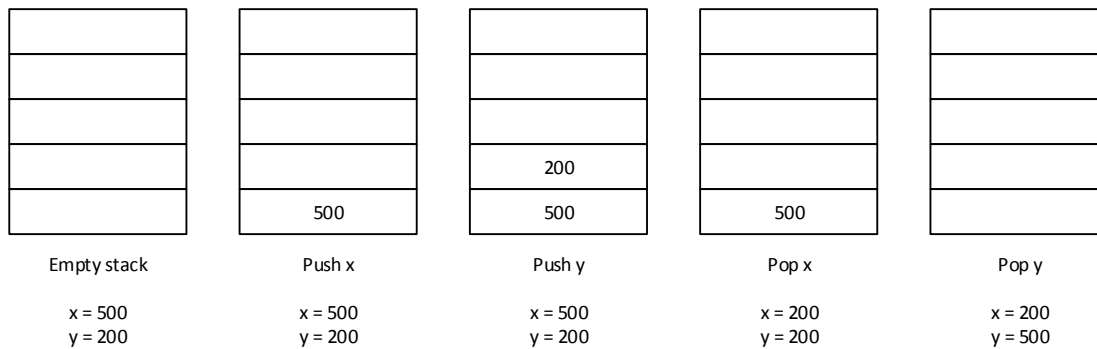 200
500
500
500
Empty stack
Push x
Push y
Pop x
Pop y
x = 500
y = 200
x = 500
y = 200
x = 500
y = 200
x = 200
y = 200
x = 200
y = 500